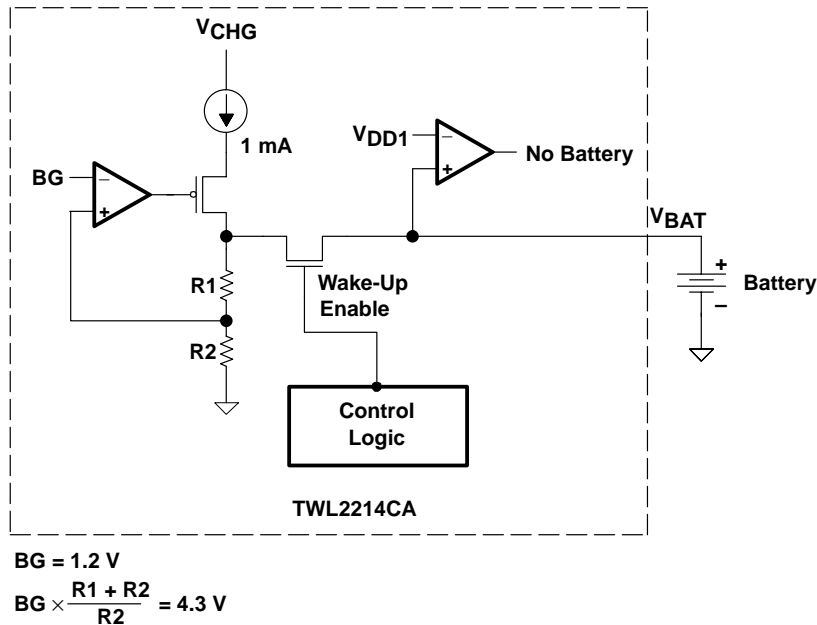 VCHG
1 mA
VDD1
−
+
No Battery
BG
−
+
VBAT
+
−
Battery
R1
Wake-Up
Enable
R2
Control
Logic
TWL2214CA
BG = 1.2 V
BG × (R1 + R2) / R2 = 4.3 V